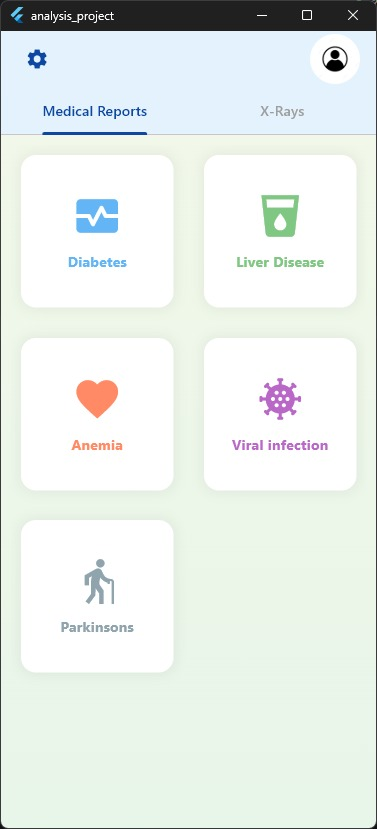 analysis_project
Medical Reports
X-Rays
Diabetes
Liver Disease
Anemia
Viral infection
Parkinsons